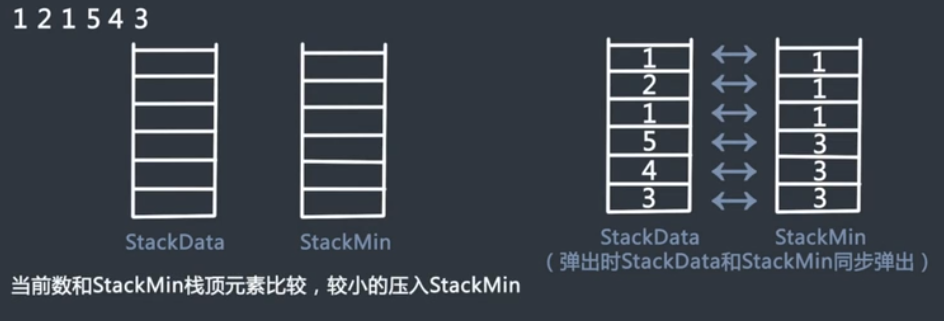 1 2 1 5 4 3
1 1
2 1
1 1
5 3
4 3
3 3
StackData StackMin StackData StackMin
(弹出时StackData和StackMin同步弹出)
当前数和StackMin栈顶元素比较，较小的压入StackMin